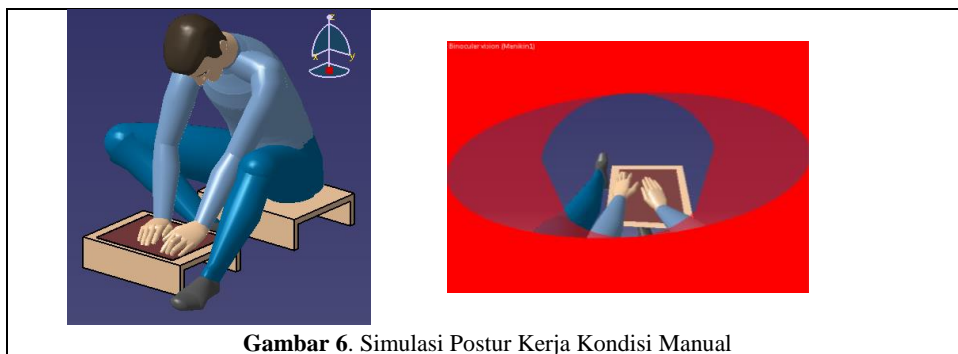 z
x
y
Binocular vision (Manikin1)
Gambar 6. Simulasi Postur Kerja Kondisi Manual